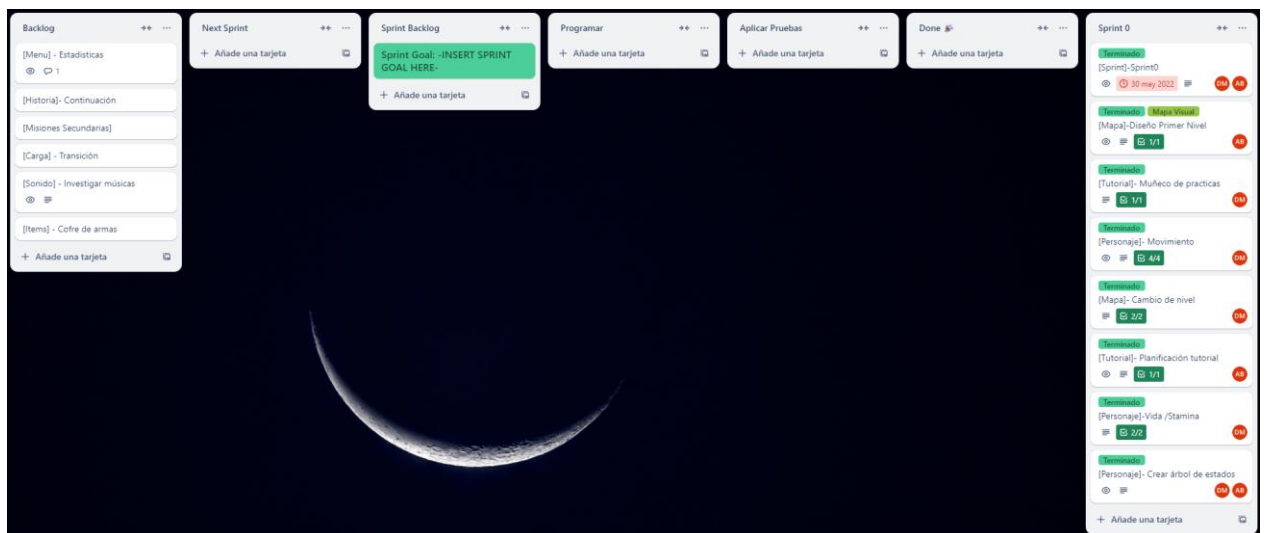 Backlog
[Menu] - Estadisticas
1
[Historia]- Continuación
[Misiones Secundarias]
[Carga] - Transición
[Sonido] - Investigar músicas
[Items] - Cofre de armas
+ Añade una tarjeta
Next Sprint
+ Añade una tarjeta
Sprint Backlog
Sprint Goal: -INSERT SPRINT
GOAL HERE-
+ Añade una tarjeta
Programar
+ Añade una tarjeta
Aplicar Pruebas
+ Añade una tarjeta
Done 🎉
+ Añade una tarjeta
Sprint 0
Terminado
[Sprint]-Sprint0
30 may 2022 DM AB
Terminado Mapa Visual
[Mapa]-Diseño Primer Nivel
1/1 AB
Terminado
[Tutorial]- Muñeco de practicas
1/1 DM
Terminado
[Personaje]- Movimiento
4/4 DM
Terminado
[Mapa]- Cambio de nivel
2/2 DM
Terminado
[Tutorial]- Planificación tutorial
1/1 AB
Terminado
[Personaje]-Vida /Stamina
2/2 DM
Terminado
[Personaje]- Crear árbol de estados
DM AB
+ Añade una tarjeta